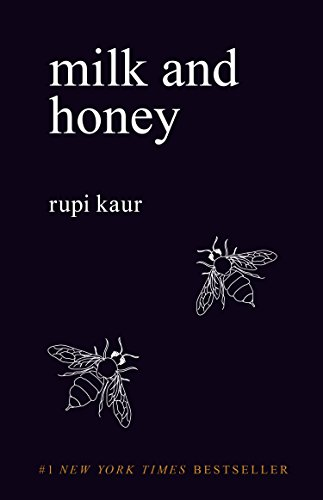 milk and
honey
rupi kaur
#1 NEW YORK TIMES BESTSELLER